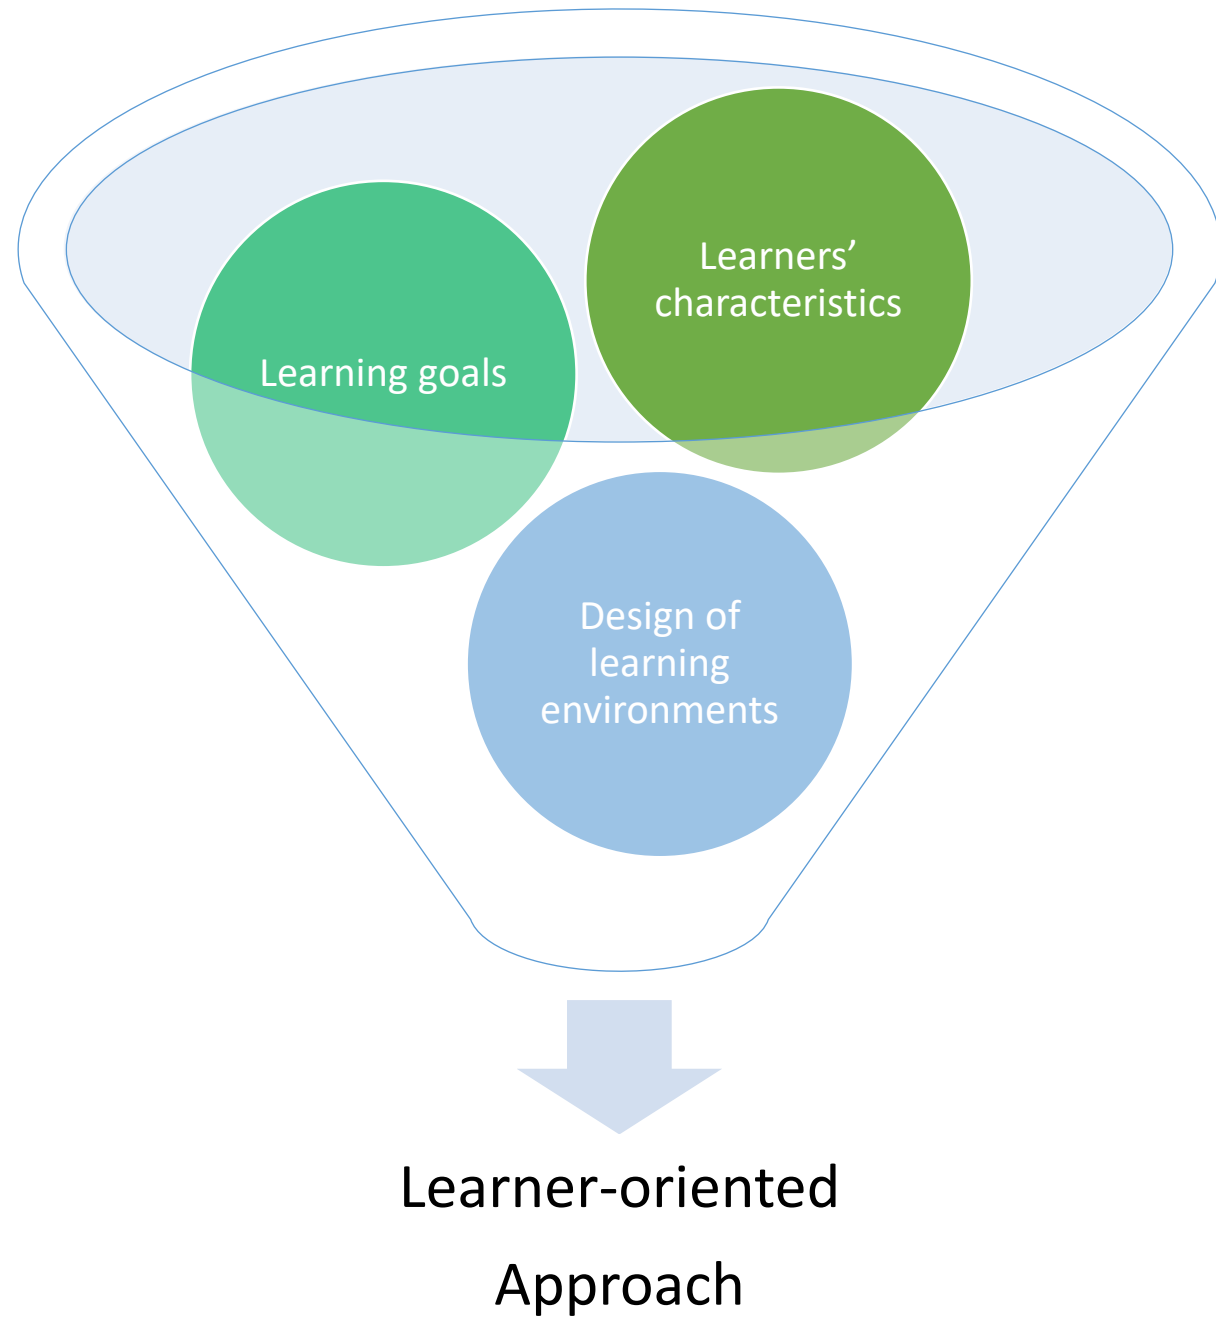 Learners’
characteristics
Learning goals
Design of
learning
environments
Learner-oriented
Approach